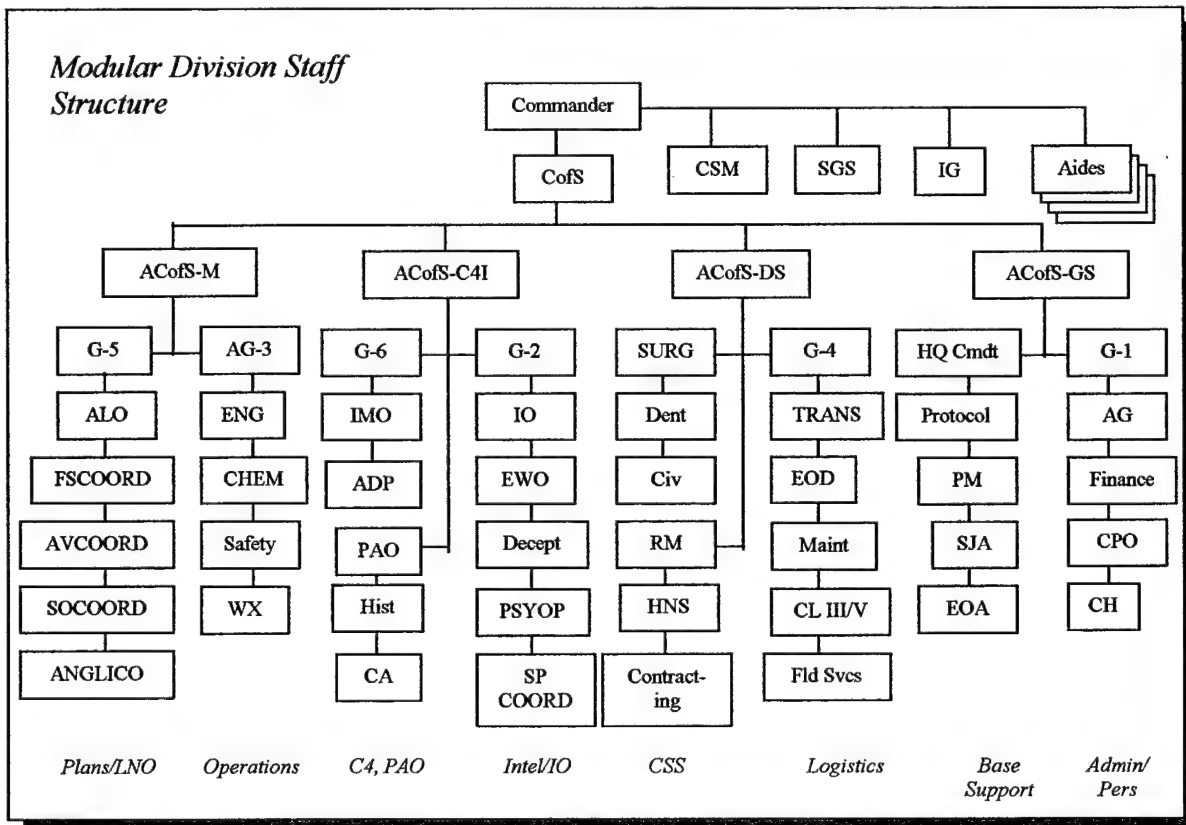 Modular Division Staff
Structure
Commander
CofS
CSM
SGS
IG
Aides
ACofS-M
ACofS-C4I
ACofS-DS
ACofS-GS
G-5
AG-3
G-6
G-2
SURG
G-4
HQ Cmdt
G-1
ALO
ENG
IMO
IO
Dent
TRANS
Protocol
AG
FSCOORD
CHEM
ADP
EWO
Civ
EOD
PM
Finance
AVCOORD
Safety
PAO
Decept
RM
Maint
SJA
CPO
SOCOORD
WX
Hist
PSYOP
HNS
CL III/V
EOA
CH
ANGLICO
CA
SP
COORD
Contract-
ing
Fld Svcs
Plans/LNO
Operations
C4, PAO
Intel/IO
CSS
Logistics
Base
Support
Admin/
Pers